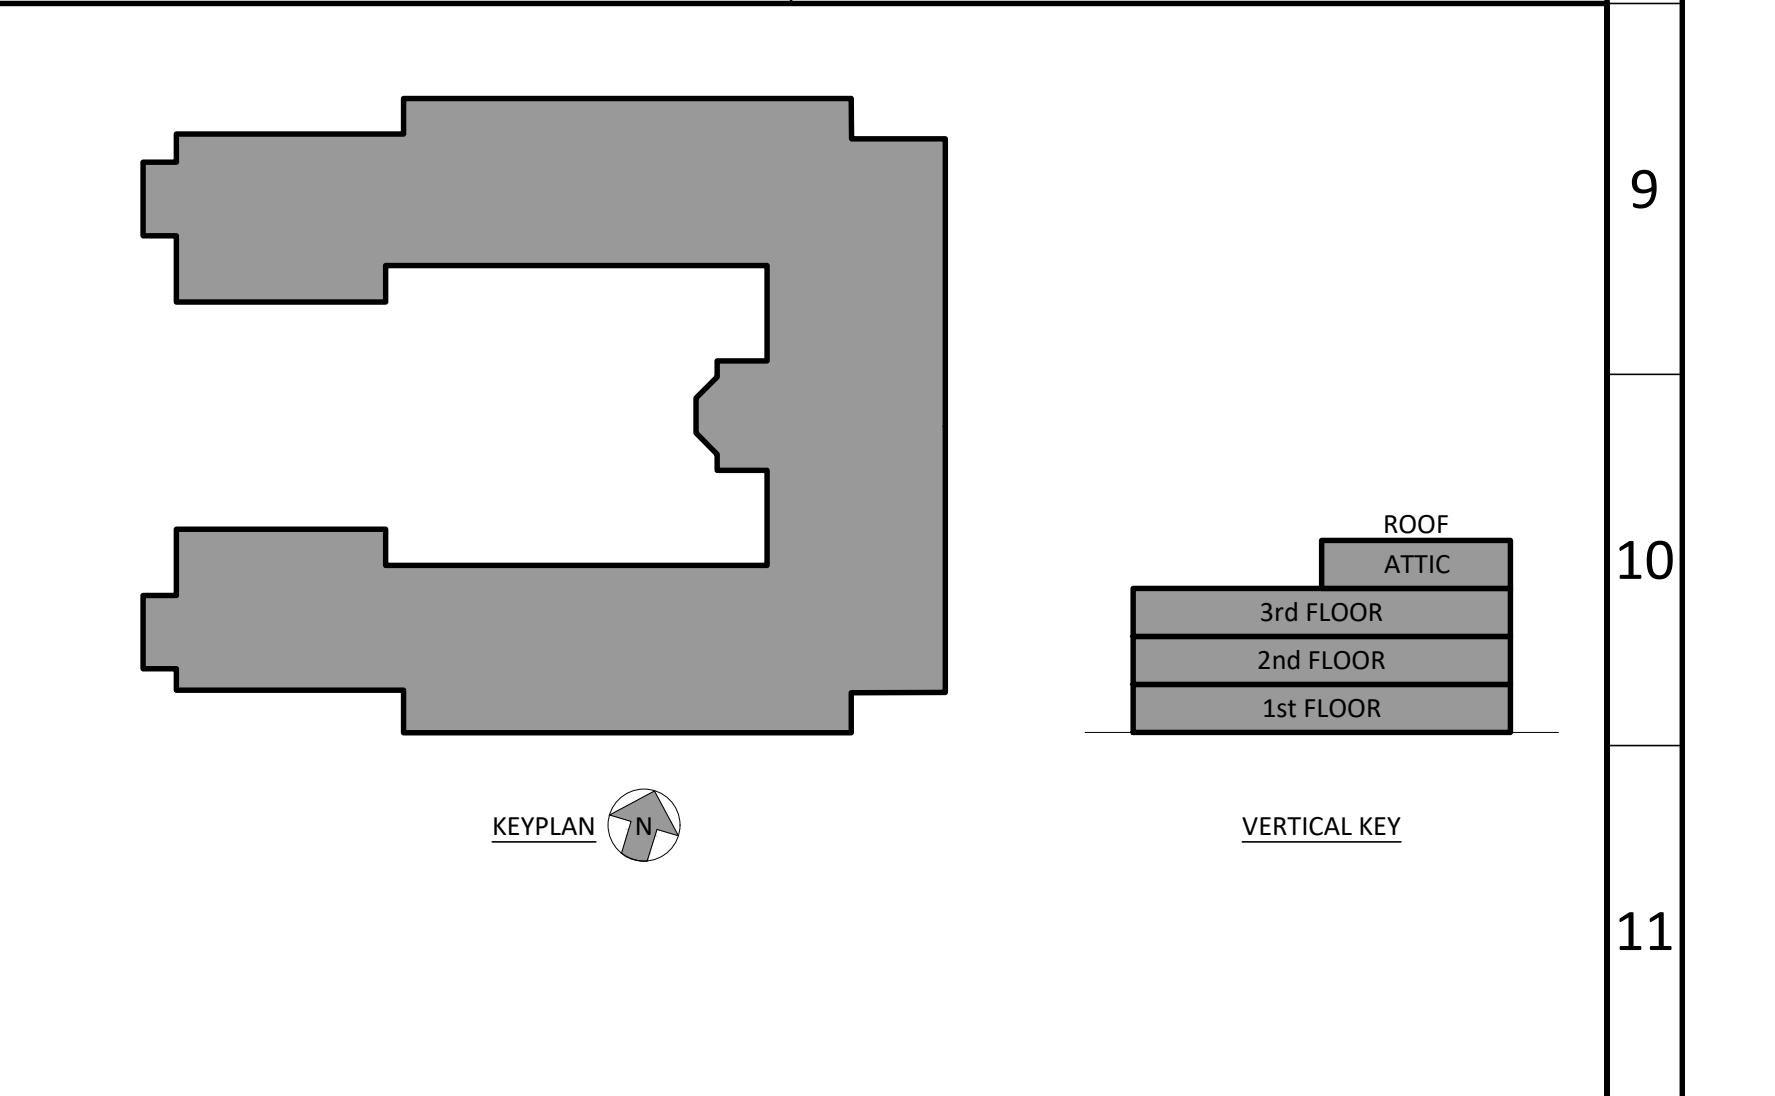 9
10
11
ROOF
ATTIC
3rd FLOOR
2nd FLOOR
1st FLOOR
KEYPLAN
N
VERTICAL KEY